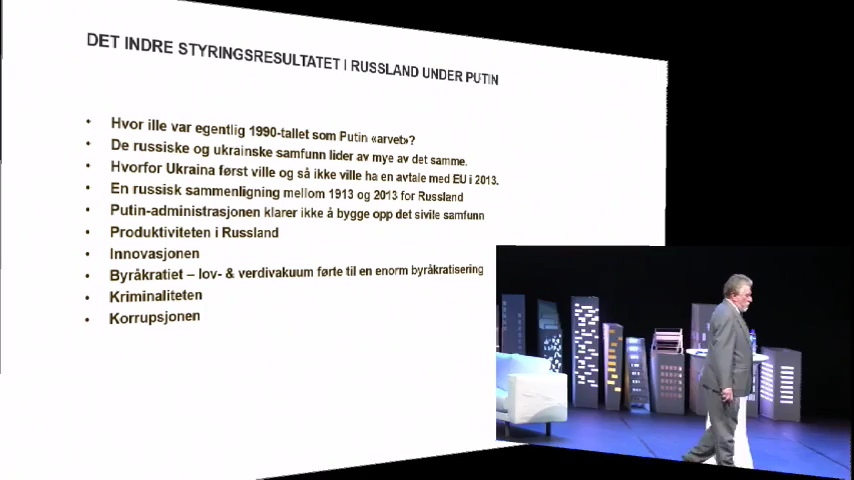 DET INDRE STYRINGSRESULTATET I RUSSLAND UNDER PUTIN
• Hvor ille var egentlig 1990-tallet som Putin «arvet»?
• De russiske og ukrainske samfunn lider av mye av det samme.
• Hvorfor Ukraina først ville og så ikke ville ha en avtale med EU i 2013.
• En russisk sammenligning mellom 1913 og 2013 for Russland
• Putin-administrasjonen klarer ikke å bygge opp det sivile samfunn
• Produktiviteten i Russland
• Innovasjonen
• Byråkratiet – lov- & verdivakuum førte til en enorm byråkratisering
• Kriminaliteten
• Korrupsjonen